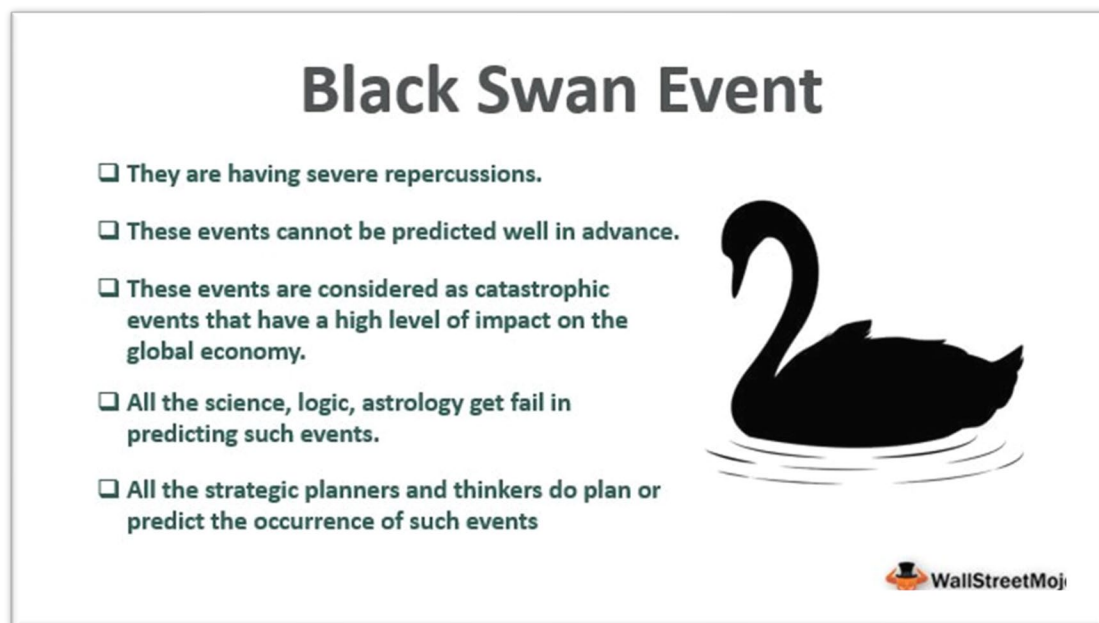 Black Swan Event
❑ They are having severe repercussions.
❑ These events cannot be predicted well in advance.
❑ These events are considered as catastrophic
events that have a high level of impact on the
global economy.
❑ All the science, logic, astrology get fail in
predicting such events.
❑ All the strategic planners and thinkers do plan or
predict the occurrence of such events
WallStreetMoj